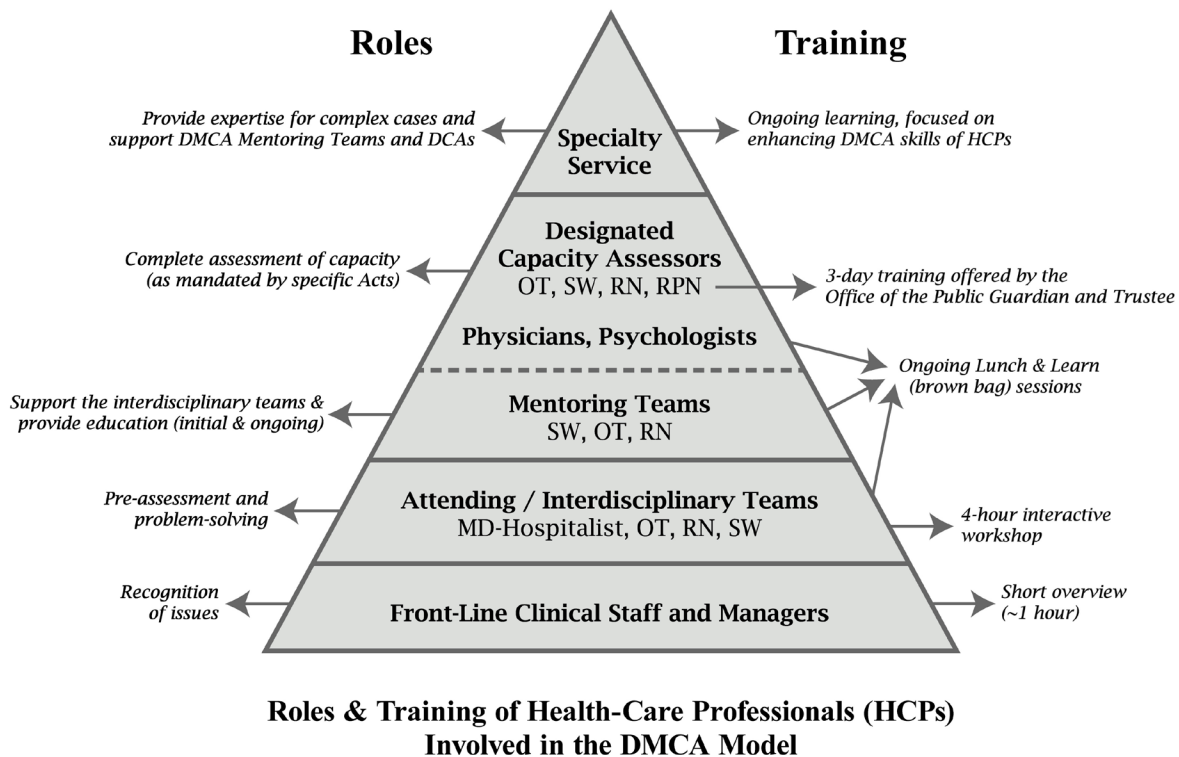 Roles
Training
Provide expertise for complex cases and
support DMCA Mentoring Teams and DCAs
Specialty
Service
Ongoing learning, focused on
enhancing DMCA skills of HCPs
Complete assessment of capacity
(as mandated by specific Acts)
Designated
Capacity Assessors
OT, SW, RN, RPN
3-day training offered by the
Office of the Public Guardian and Trustee
Physicians, Psychologists
Ongoing Lunch & Learn
(brown bag) sessions
Support the interdisciplinary teams &
provide education (initial & ongoing)
Mentoring Teams
SW, OT, RN
Pre-assessment and
problem-solving
Attending / Interdisciplinary Teams
MD-Hospitalist, OT, RN, SW
4-hour interactive
workshop
Recognition
of issues
Front-Line Clinical Staff and Managers
Short overview
(~1 hour)
Roles & Training of Health-Care Professionals (HCPs)
Involved in the DMCA Model